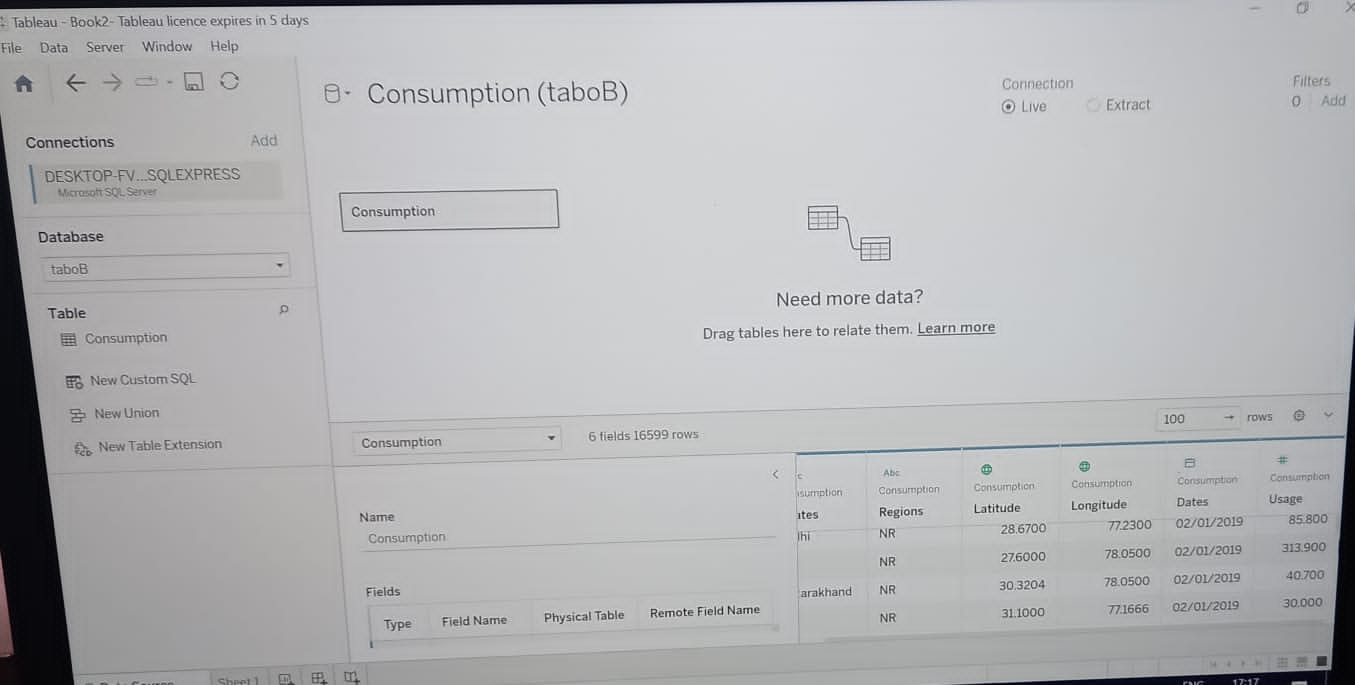 Tableau - Book2- Tableau licence expires in 5 days
File Data Server Window Help
Connections Add
DESKTOP-FV...SQLEXPRESS
Microsoft SQL Server
Database
taboB
Table
Consumption
New Custom SQL
New Union
New Table Extension
Consumption (taboB)
Connection
Live Extract
Filters
0 Add
Consumption
Need more data?
Drag tables here to relate them. Learn more
Consumption 6 fields 16599 rows
100 → rows
Name
Consumption
Fields
Type Field Name Physical Table Remote Field Name
c Abc #
sumption Consumption Consumption Consumption Consumption Consumption
tes Regions Latitude Longitude Dates Usage
lhi NR 28.6700 77.2300 02/01/2019 85.800
NR 27.6000 78.0500 02/01/2019 313.900
arakhand NR 30.3204 78.0500 02/01/2019 40.700
NR 31.1000 77.1666 02/01/2019 30.000
Sheet 1
ENG 17:17